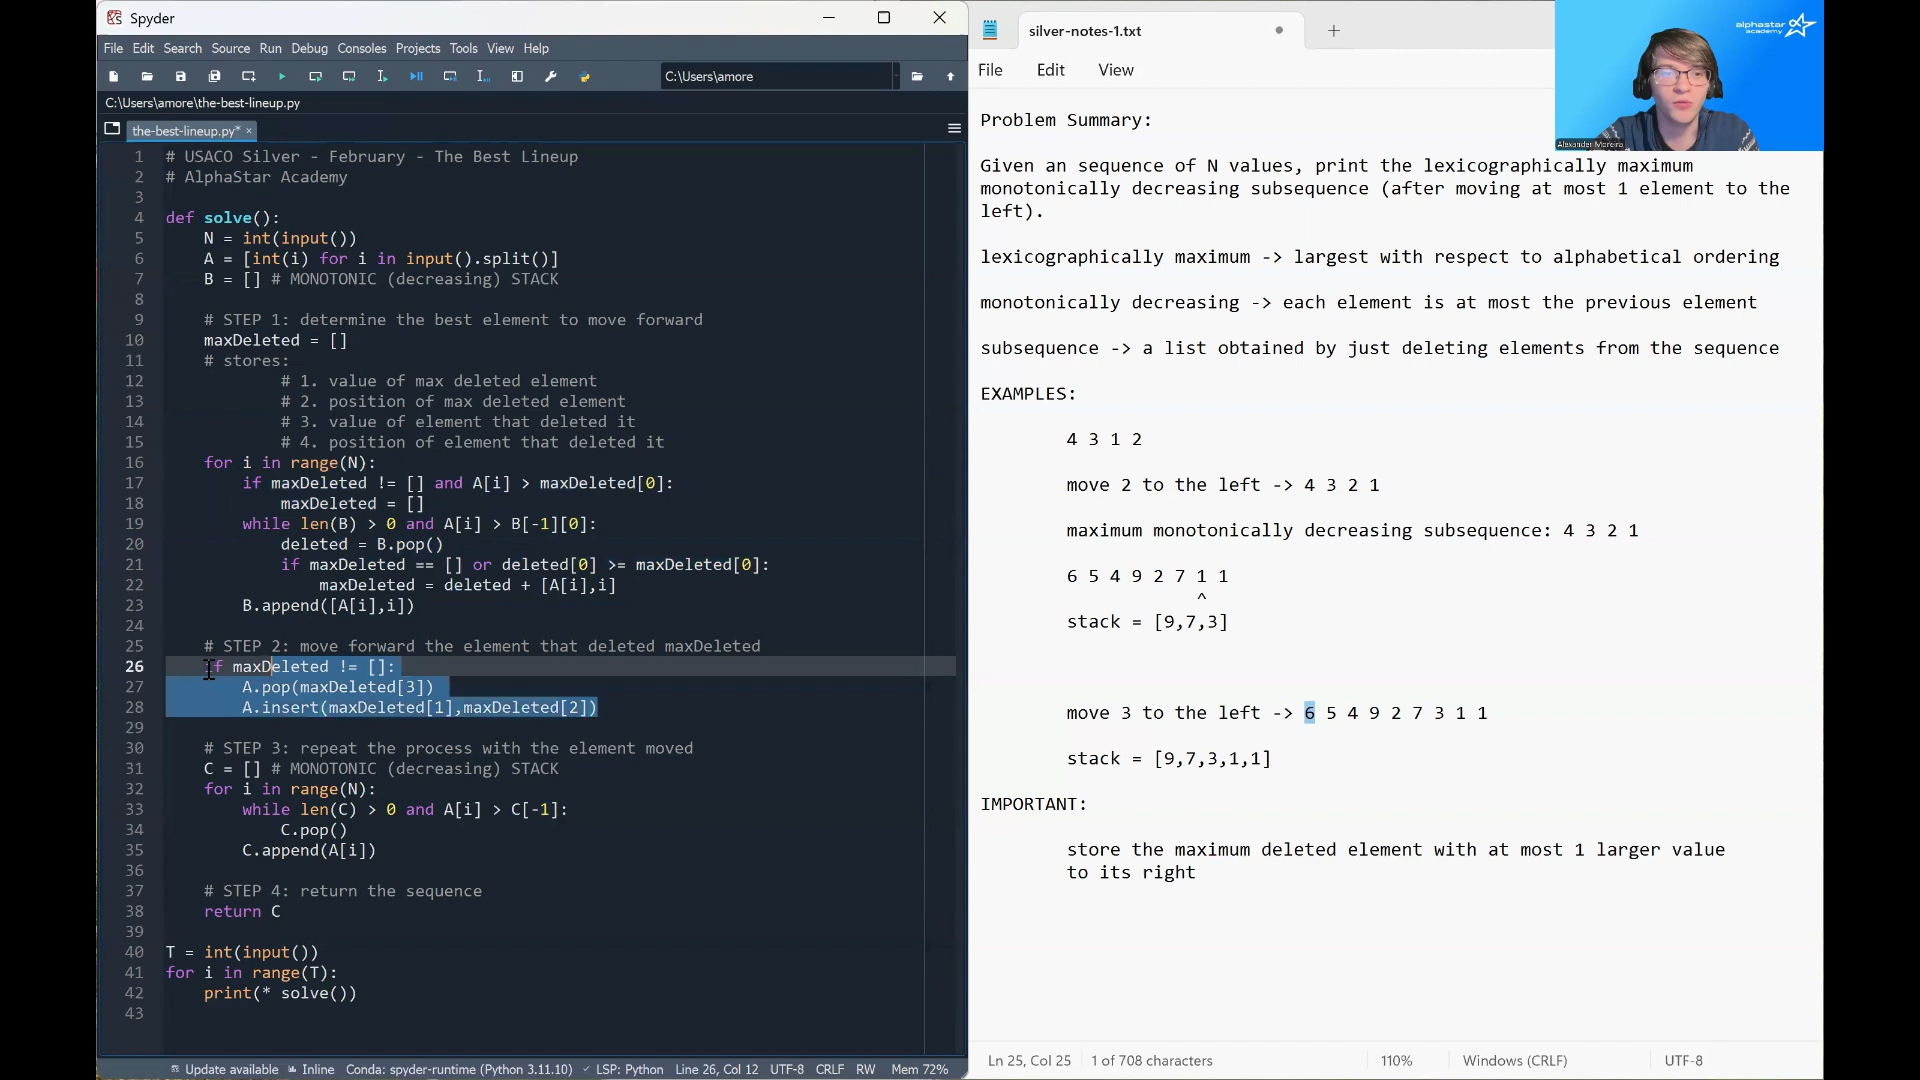 Spyder
File Edit Search Source Run Debug Consoles Projects Tools View Help
C:\Users\amore
C:\Users\amore\the-best-lineup.py
the-best-lineup.py*
1 # USACO Silver - February - The Best Lineup
2 # AlphaStar Academy
3
4 def solve():
5 N = int(input())
6 A = [int(i) for i in input().split()]
7 B = [] # MONOTONIC (decreasing) STACK
8
9 # STEP 1: determine the best element to move forward
10 maxDeleted = []
11 # stores:
12 # 1. value of max deleted element
13 # 2. position of max deleted element
14 # 3. value of element that deleted it
15 # 4. position of element that deleted it
16 for i in range(N):
17 if maxDeleted != [] and A[i] > maxDeleted[0]:
18 maxDeleted = []
19 while len(B) > 0 and A[i] > B[-1][0]:
20 deleted = B.pop()
21 if maxDeleted == [] or deleted[0] >= maxDeleted[0]:
22 maxDeleted = deleted + [A[i],i]
23 B.append([A[i],i])
24
25 # STEP 2: move forward the element that deleted maxDeleted
26 if maxDeleted != []:
27 A.pop(maxDeleted[3])
28 A.insert(maxDeleted[1],maxDeleted[2])
29
30 # STEP 3: repeat the process with the element moved
31 C = [] # MONOTONIC (decreasing) STACK
32 for i in range(N):
33 while len(C) > 0 and A[i] > C[-1]:
34 C.pop()
35 C.append(A[i])
36
37 # STEP 4: return the sequence
38 return C
39
40 T = int(input())
41 for i in range(T):
42 print(* solve())
43
Update available Inline Conda: spyder-runtime (Python 3.11.10) LSP: Python Line 26, Col 12 UTF-8 CRLF RW Mem 72%
silver-notes-1.txt
File Edit View
Problem Summary:
Given an sequence of N values, print the lexicographically maximum
monotonically decreasing subsequence (after moving at most 1 element to the
left).
lexicographically maximum -> largest with respect to alphabetical ordering
monotonically decreasing -> each element is at most the previous element
subsequence -> a list obtained by just deleting elements from the sequence
EXAMPLES:
4 3 1 2
move 2 to the left -> 4 3 2 1
maximum monotonically decreasing subsequence: 4 3 2 1
6 5 4 9 2 7 1 1
^
stack = [9,7,3]
move 3 to the left -> 6 5 4 9 2 7 3 1 1
stack = [9,7,3,1,1]
IMPORTANT:
store the maximum deleted element with at most 1 larger value
to its right
Ln 25, Col 25 1 of 708 characters 110% Windows (CRLF) UTF-8
alphastar
academy
Alexander Moreira